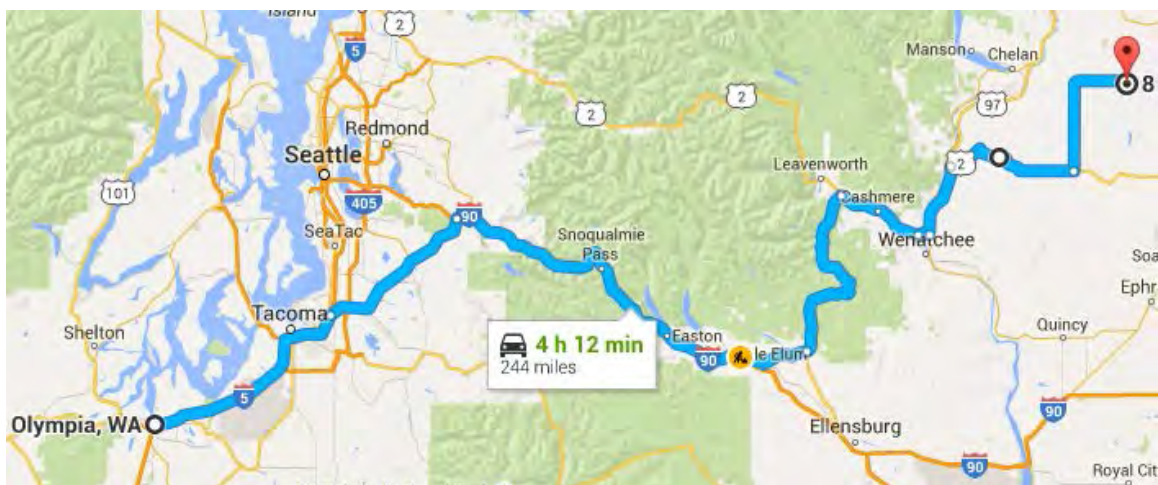 Island
5
2
Manson
Chelan
8
97
2
Redmond
2
Seattle
Leavenworth
2
101
405
90
Cashmere
SeaTac
Snoqualmie
Pass
Wenatchee
Soa
Ephr
Tacoma
Shelton
Easton
Quincy
4 h 12 min
244 miles
90
le Elum
5
90
Olympia, WA
Ellensburg
90
Royal Cit